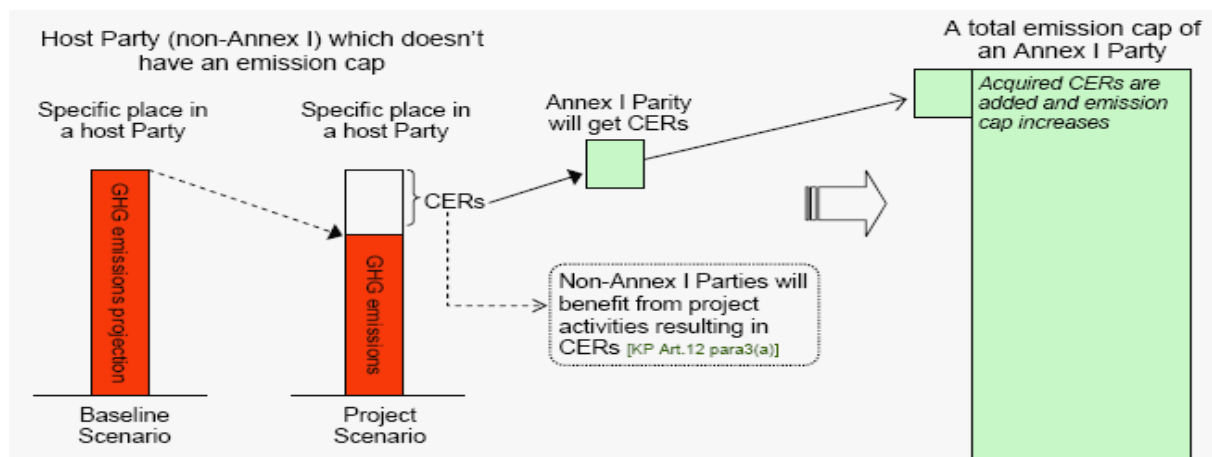 Host Party (non-Annex I) which doesn't
have an emission cap
Specific place in
a host Party
GHG emissions projection
Baseline
Scenario
Specific place in
a host Party
CERs
GHG emissions
Project
Scenario
Annex I Parity
will get CERs
Non-Annex I Parties will
benefit from project
activities resulting in
CERs [KP Art.12 para3(a)]
A total emission cap of
an Annex I Party
Acquired CERs are
added and emission
cap increases